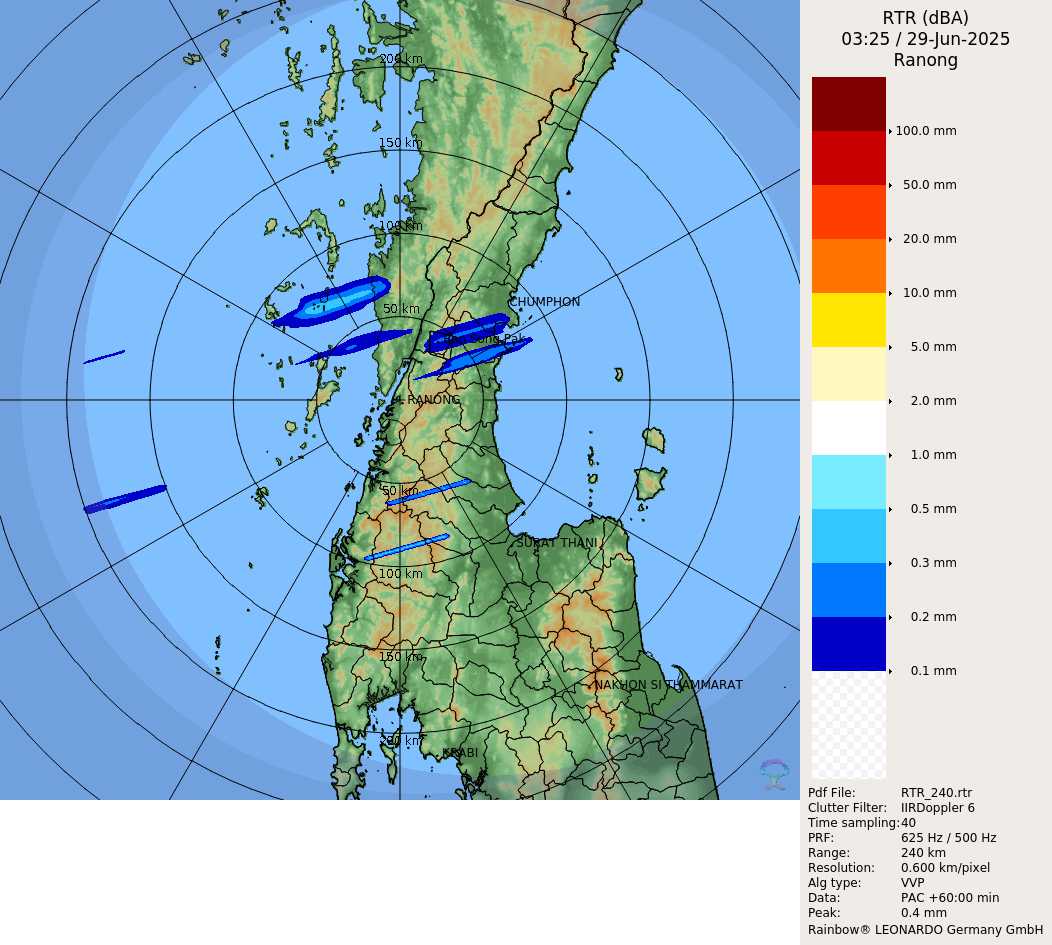 RTR (dBA)
03:25 / 29-Jun-2025
Ranong
100.0 mm
50.0 mm
20.0 mm
10.0 mm
5.0 mm
2.0 mm
1.0 mm
0.5 mm
0.3 mm
0.2 mm
0.1 mm
Pdf File: RTR_240.rtr
Clutter Filter: IIRDoppler 6
Time sampling: 40
PRF: 625 Hz / 500 Hz
Range: 240 km
Resolution: 0.600 km/pixel
Alg type: VVP
Data: PAC +60:00 min
Peak: 0.4 mm
Rainbow® LEONARDO Germany GmbH
200 km
150 km
100 km
CHUMPHON
50 km
RANONG
50 km
SURAT THANI
100 km
150 km
NAKHON SI THAMMARAT
200 km
KRABI